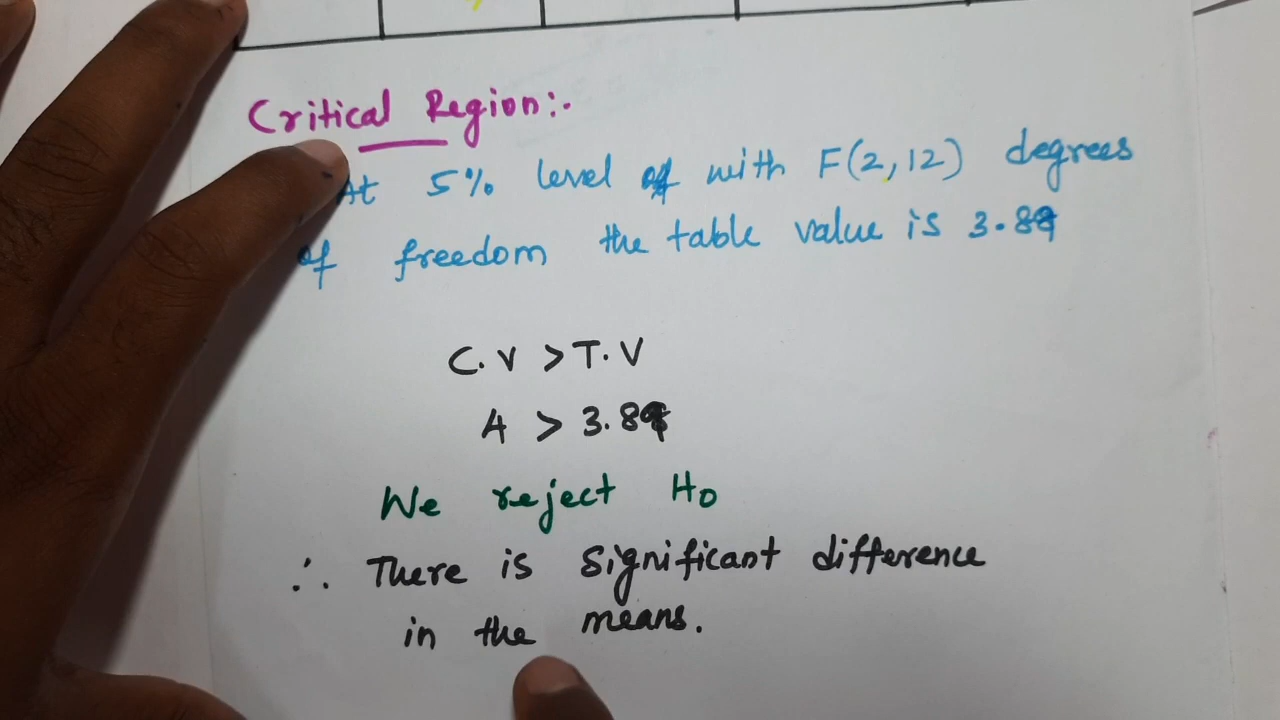 Critical Region:-
At 5% level of with F(2,12) degrees
of freedom the table value is 3.89
C.V > T.V
4 > 3.89
We reject H0
∴ There is significant difference
in the means.